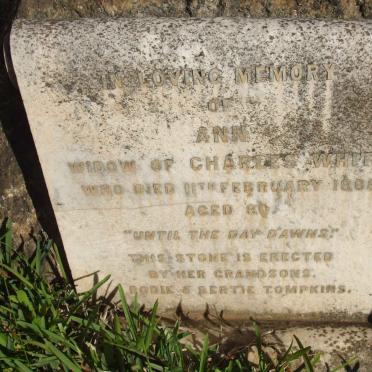 IN LOVING MEMORY
OF
ANN
WIDOW OF CHARLES
WHO DIED 11TH FEBRUARY
AGED
"UNTIL THE DAY DAWNS."
THIS STONE IS ERECTED
BY HER GRANDSONS.
BODIE & BERTIE TOMPKINS.